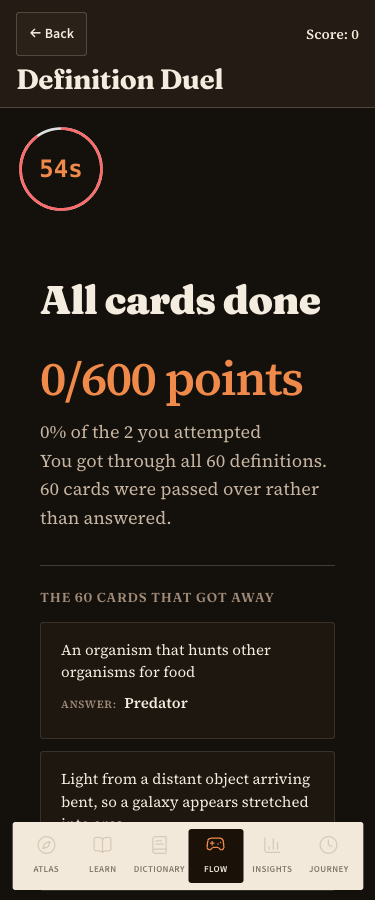 ← Back
Score: 0
Definition Duel
54s
All cards done
0/600 points
0% of the 2 you attempted
You got through all 60 definitions.
60 cards were passed over rather
than answered.
THE 60 CARDS THAT GOT AWAY
An organism that hunts other
organisms for food
ANSWER: Predator
Light from a distant object arriving
bent, so a galaxy appears stretched
ATLAS
LEARN
DICTIONARY
FLOW
INSIGHTS
JOURNEY